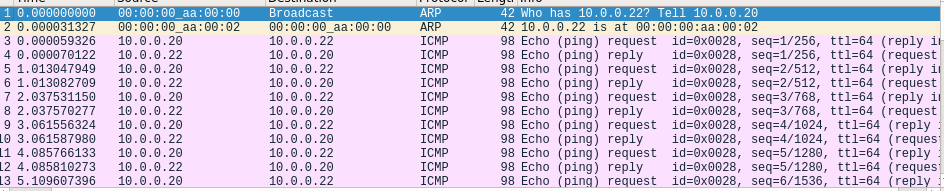 Time Source Destination Protocol Length Info
1 0.000000000 00:00:00_aa:00:00 Broadcast ARP 42 Who has 10.0.0.22? Tell 10.0.0.20
2 0.000031327 00:00:00_aa:00:02 00:00:00_aa:00:00 ARP 42 10.0.0.22 is at 00:00:00:aa:00:02
3 0.000059326 10.0.0.20 10.0.0.22 ICMP 98 Echo (ping) request id=0x0028, seq=1/256, ttl=64 (reply in
4 0.000070122 10.0.0.22 10.0.0.20 ICMP 98 Echo (ping) reply id=0x0028, seq=1/256, ttl=64 (request
5 1.013047949 10.0.0.20 10.0.0.22 ICMP 98 Echo (ping) request id=0x0028, seq=2/512, ttl=64 (reply in
6 1.013082709 10.0.0.22 10.0.0.20 ICMP 98 Echo (ping) reply id=0x0028, seq=2/512, ttl=64 (request
7 2.037531150 10.0.0.20 10.0.0.22 ICMP 98 Echo (ping) request id=0x0028, seq=3/768, ttl=64 (reply in
8 2.037570277 10.0.0.22 10.0.0.20 ICMP 98 Echo (ping) reply id=0x0028, seq=3/768, ttl=64 (request
9 3.061556324 10.0.0.20 10.0.0.22 ICMP 98 Echo (ping) request id=0x0028, seq=4/1024, ttl=64 (reply i
10 3.061587980 10.0.0.22 10.0.0.20 ICMP 98 Echo (ping) reply id=0x0028, seq=4/1024, ttl=64 (reques
11 4.085766133 10.0.0.20 10.0.0.22 ICMP 98 Echo (ping) request id=0x0028, seq=5/1280, ttl=64 (reply i
12 4.085810273 10.0.0.22 10.0.0.20 ICMP 98 Echo (ping) reply id=0x0028, seq=5/1280, ttl=64 (reques
13 5.109607396 10.0.0.20 10.0.0.22 ICMP 98 Echo (ping) request id=0x0028, seq=6/1536, ttl=64 (reply i